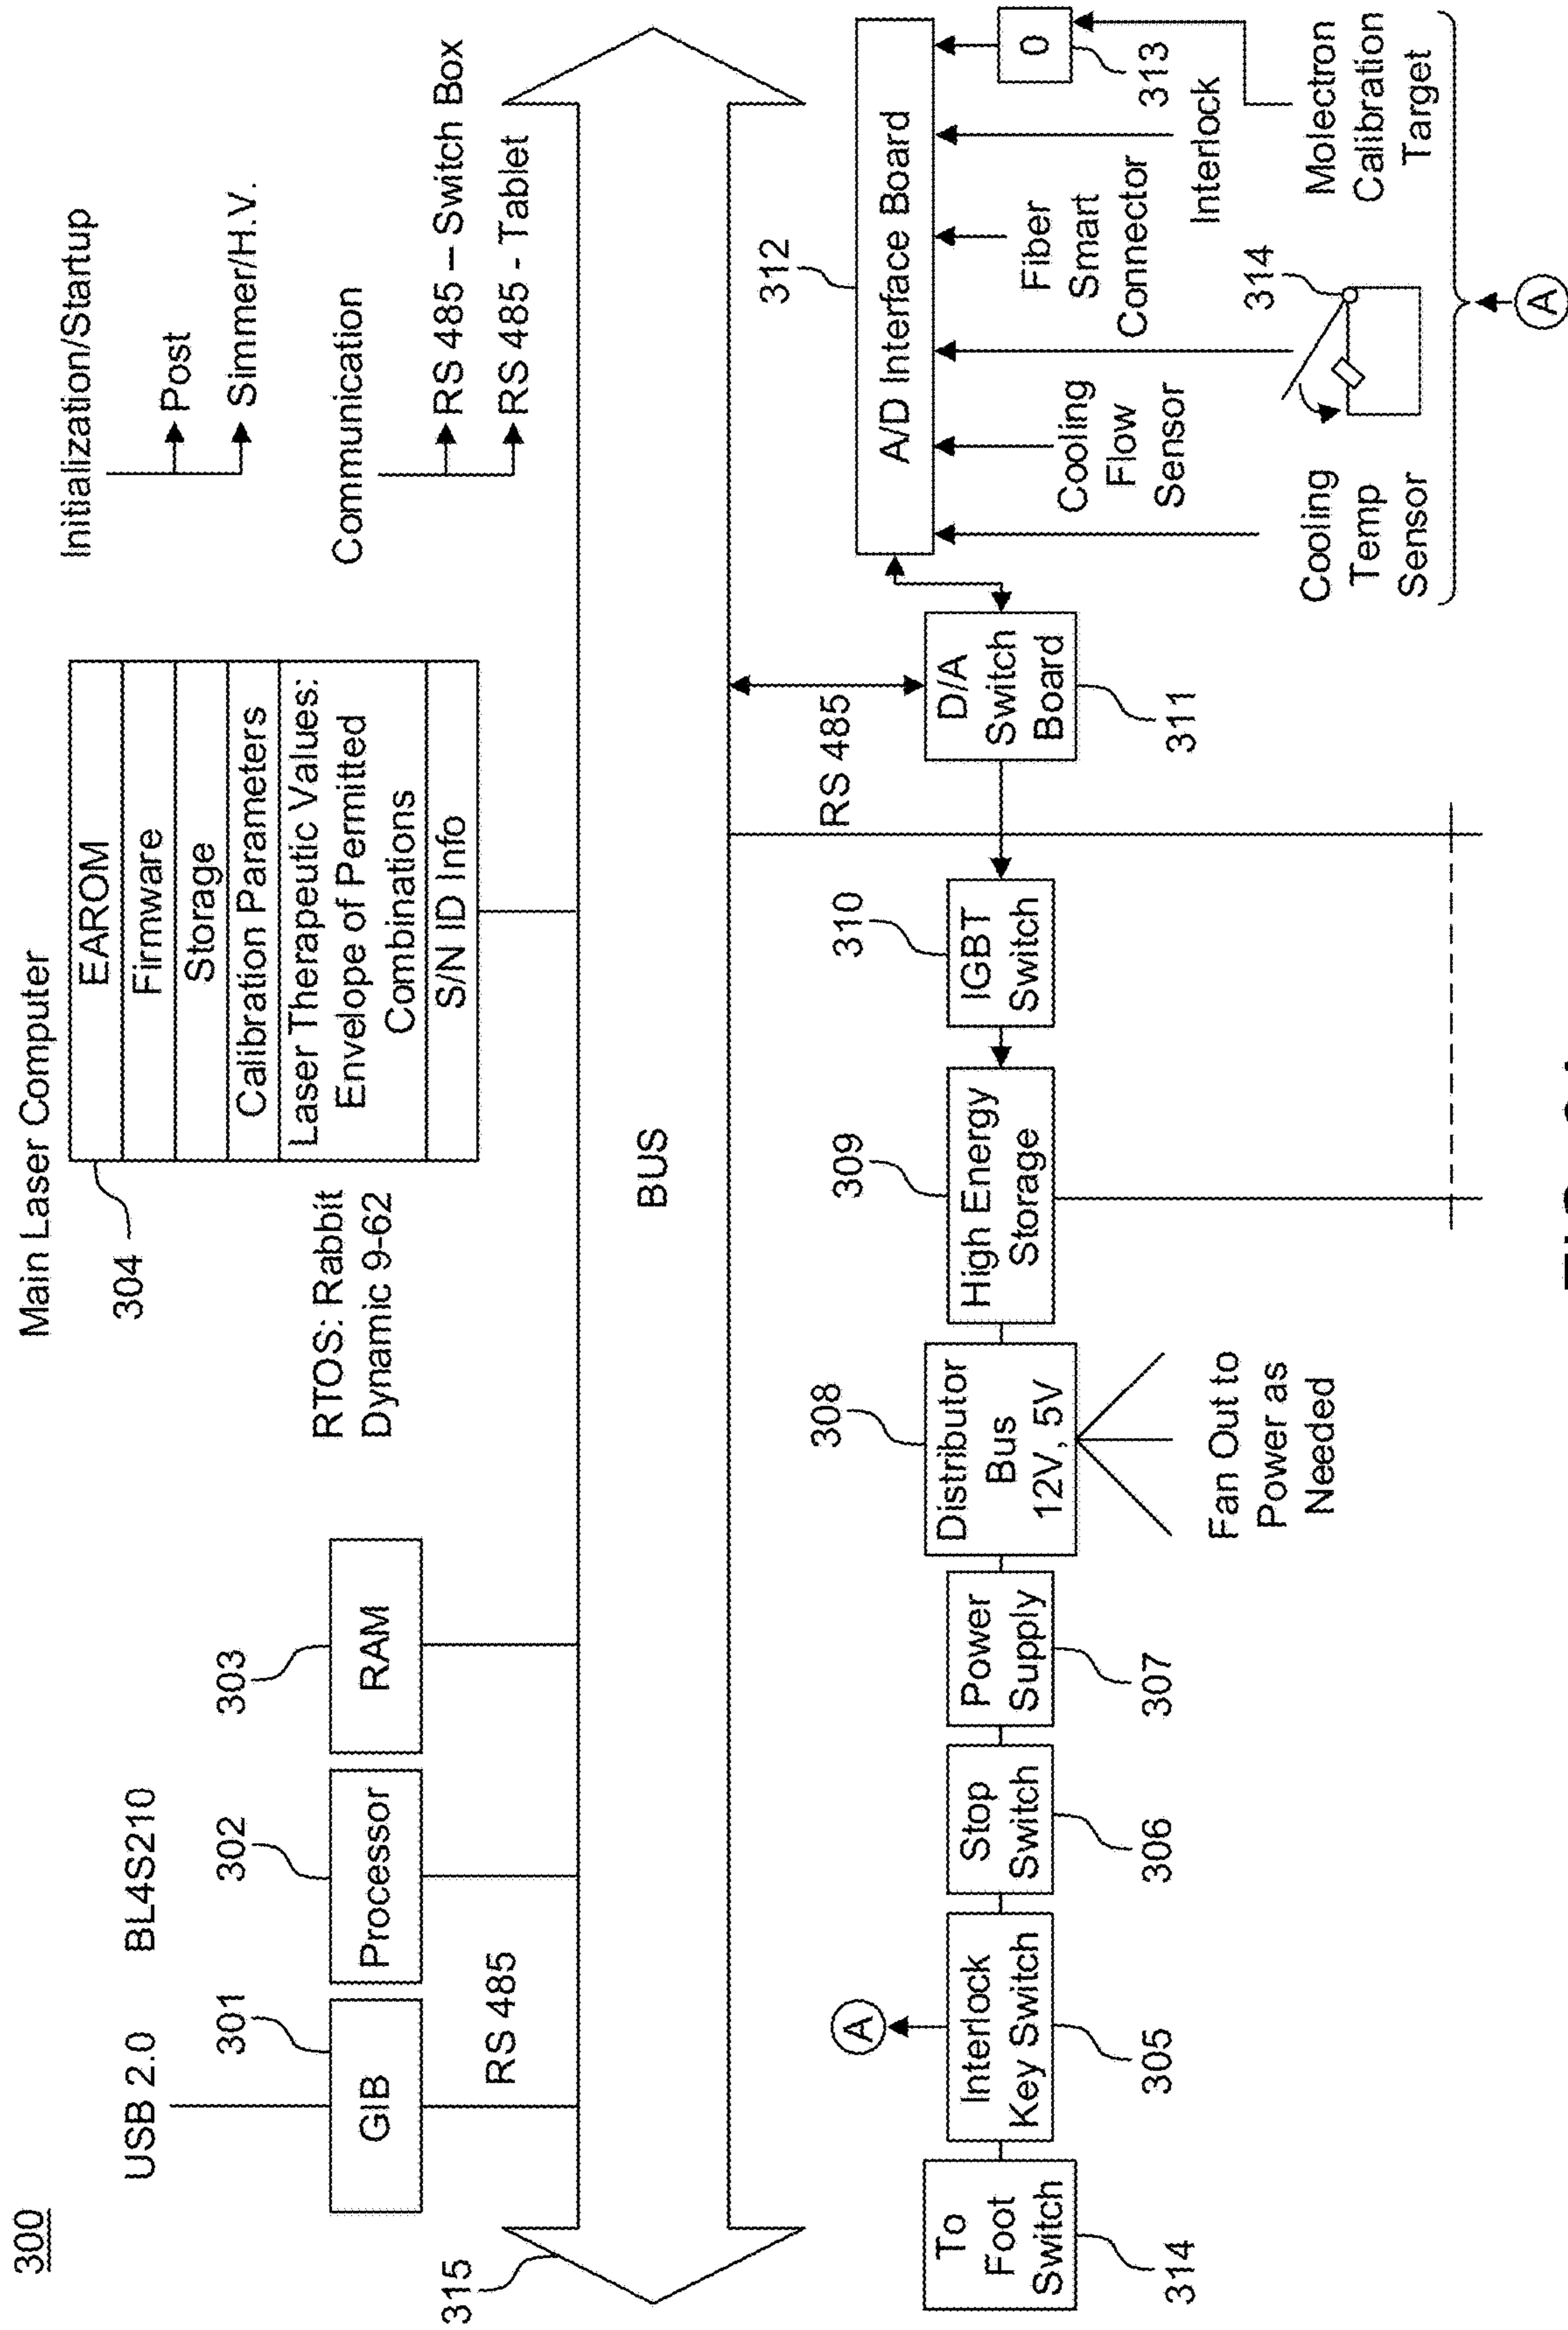 300
Main Laser Computer
USB 2.0
BL4S210
301
302
303
304
GIB
Processor
RAM
RS 485
RTOS: Rabbit
Dynamic 9-62
EAROM
Firmware
Storage
Calibration Parameters
Laser Therapeutic Values:
Envelope of Permitted
Combinations
S/N ID Info
Initialization/Startup
Post
Simmer/H.V.
Communication
RS 485 – Switch Box
RS 485 - Tablet
315
BUS
A
To
Foot
Switch
314
Interlock
Key Switch
305
Stop
Switch
306
Power
Supply
307
308
Distributor
Bus
12V, 5V
Fan Out to
Power as
Needed
309
High Energy
Storage
310
IGBT
Switch
RS 485
D/A
Switch
Board
311
312
A/D Interface Board
0
313
Cooling
Temp
Sensor
Cooling
Flow
Sensor
314
Fiber
Smart
Connector
Interlock
Molectron
Calibration
Target
A